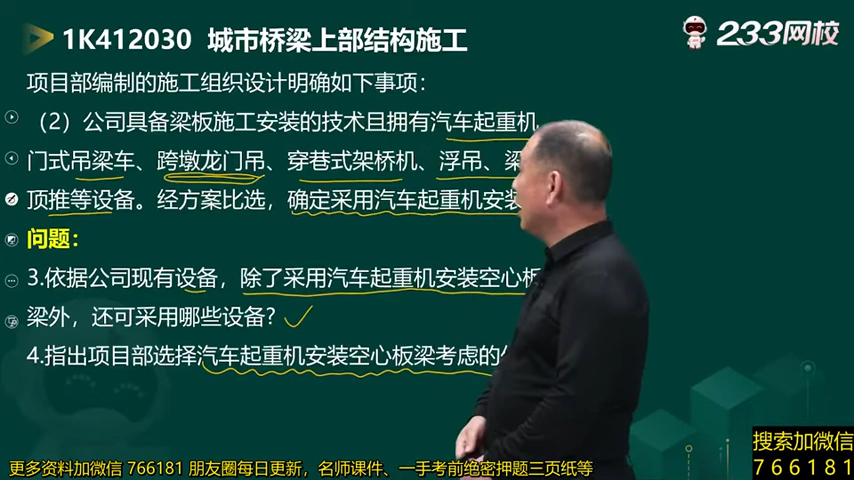 1K412030 城市桥梁上部结构施工
233网校
项目部编制的施工组织设计明确如下事项：
（2）公司具备梁板施工安装的技术且拥有汽车起重机
门式吊梁车、跨墩龙门吊、穿巷式架桥机、浮吊、梁
顶推等设备。经方案比选，确定采用汽车起重机安装
问题：
3.依据公司现有设备，除了采用汽车起重机安装空心板
梁外，还可采用哪些设备?
4.指出项目部选择汽车起重机安装空心板梁考虑的
搜索加微信
766181
更多资料加微信 766181 朋友圈每日更新，名师课件、一手考前绝密押题三页纸等